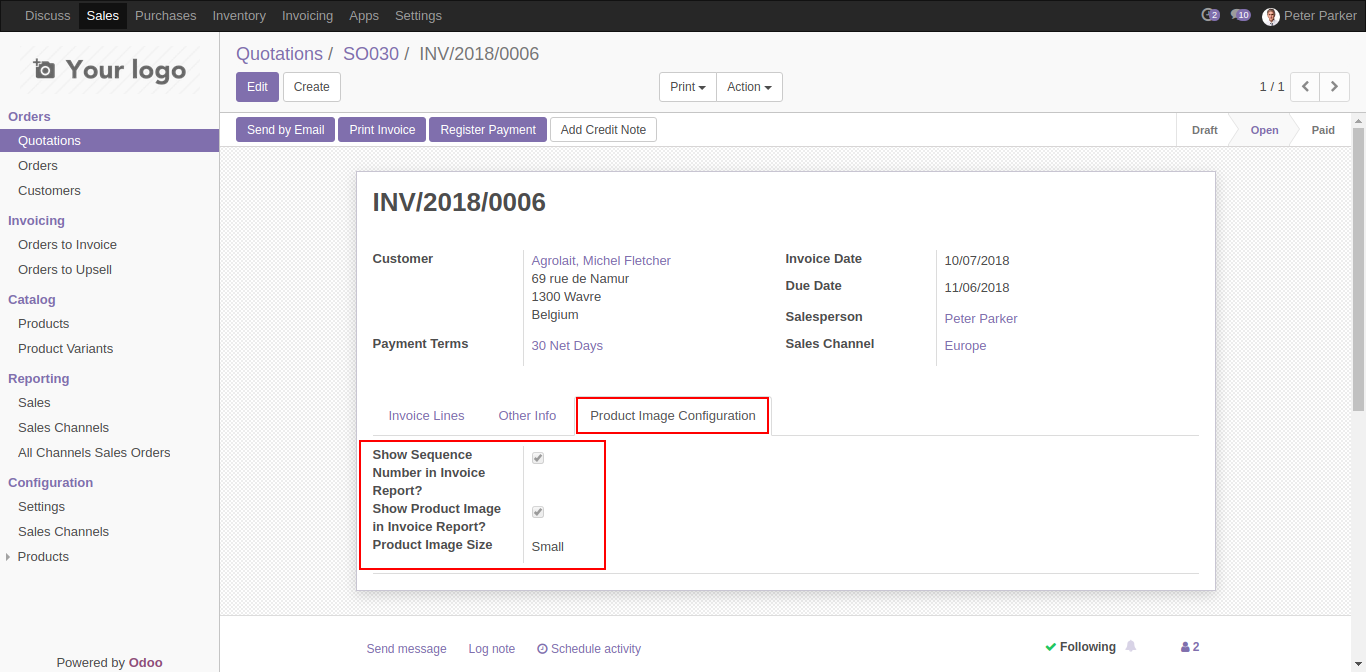 Discuss Sales Purchases Inventory Invoicing Apps Settings 2 10 Peter Parker
Your logo
Orders
Quotations
Orders
Customers
Invoicing
Orders to Invoice
Orders to Upsell
Catalog
Products
Product Variants
Reporting
Sales
Sales Channels
All Channels Sales Orders
Configuration
Settings
Sales Channels
Products
Powered by Odoo
Quotations / SO030 / INV/2018/0006
Edit Create Print Action 1 / 1
Send by Email Print Invoice Register Payment Add Credit Note Draft Open Paid
INV/2018/0006
Customer Agrolait, Michel Fletcher
69 rue de Namur
1300 Wavre
Belgium
Payment Terms 30 Net Days
Invoice Date 10/07/2018
Due Date 11/06/2018
Salesperson Peter Parker
Sales Channel Europe
Invoice Lines Other Info Product Image Configuration
Show Sequence
Number in Invoice
Report?
Show Product Image
in Invoice Report?
Product Image Size Small
Send message Log note Schedule activity Following 2